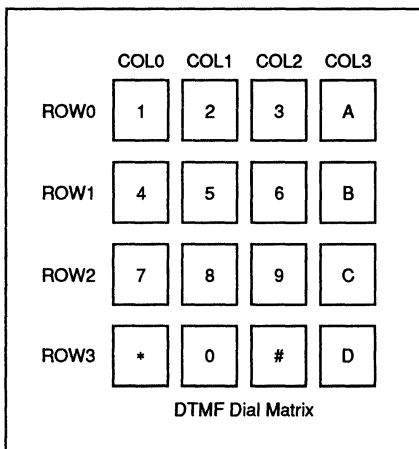 COL0 COL1 COL2 COL3
ROW0 1 2 3 A
ROW1 4 5 6 B
ROW2 7 8 9 C
ROW3 * 0 # D
DTMF Dial Matrix